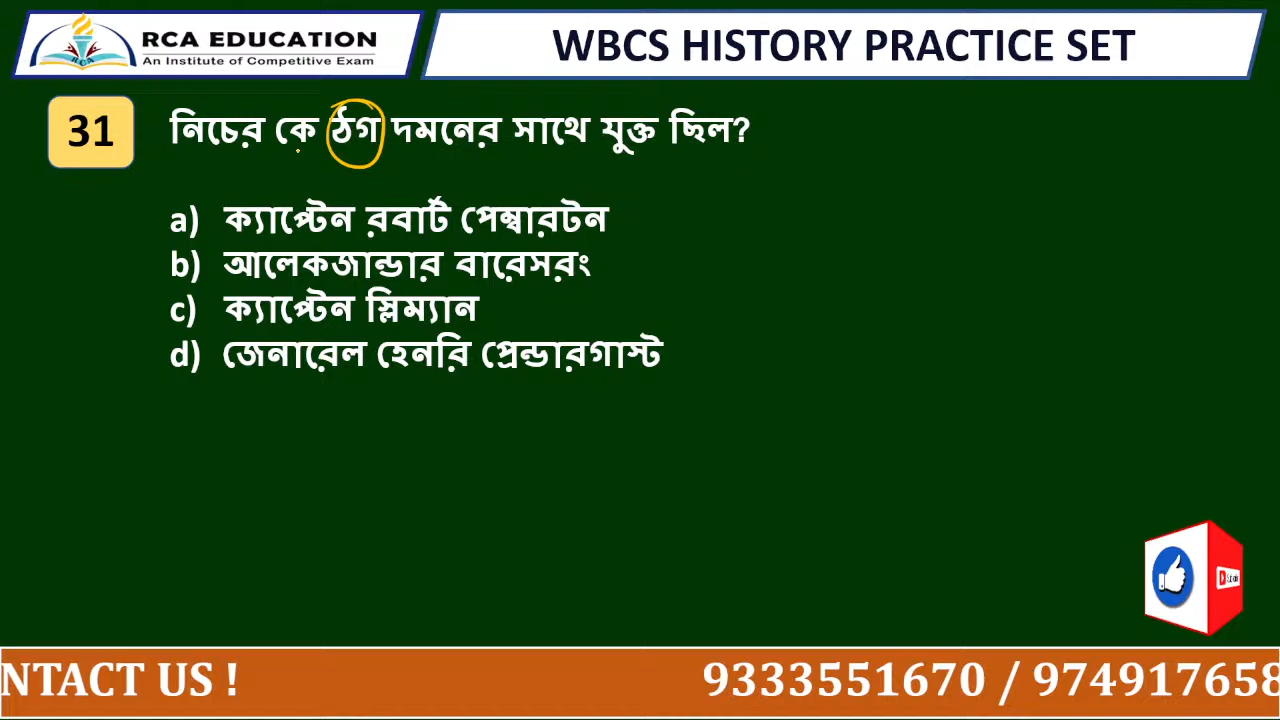 RCA EDUCATION
An Institute of Competitive Exam
WBCS HISTORY PRACTICE SET
31 নিচের কে ঠগ দমনের সাথে যুক্ত ছিল?
a) ক্যাপ্টেন রবার্ট পেম্বারটন
b) আলেকজান্ডার বারেসরং
c) ক্যাপ্টেন স্লিম্যান
d) জেনারেল হেনরি প্রেন্ডারগাস্ট
NTACT US ! 9333551670 / 974917658